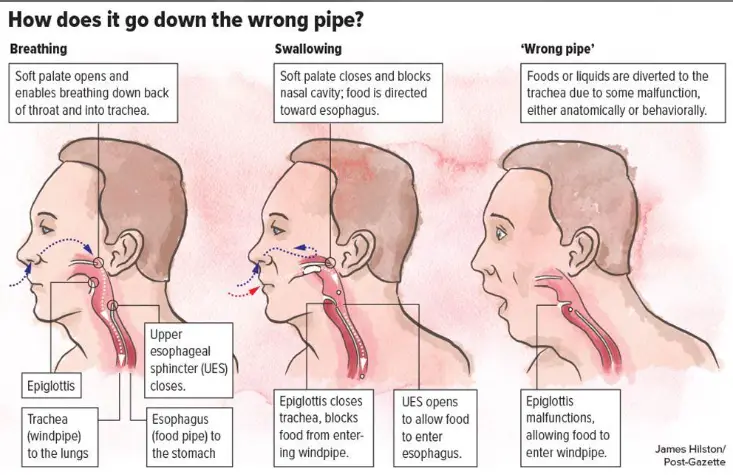 How does it go down the wrong pipe?
Breathing
Soft palate opens and
enables breathing down back
of throat and into trachea.
Epiglottis
Upper
esophageal
sphincter (UES)
closes.
Trachea
(windpipe)
to the lungs
Esophagus
(food pipe) to
the stomach
Swallowing
Soft palate closes and blocks
nasal cavity; food is directed
toward esophagus.
Epiglottis closes
trachea, blocks
food from enter-
ing windpipe.
UES opens
to allow food
to enter
esophagus.
‘Wrong pipe’
Foods or liquids are diverted to the
trachea due to some malfunction,
either anatomically or behaviorally.
Epiglottis
malfunctions,
allowing food to
enter windpipe.
James Hilston/
Post-Gazette